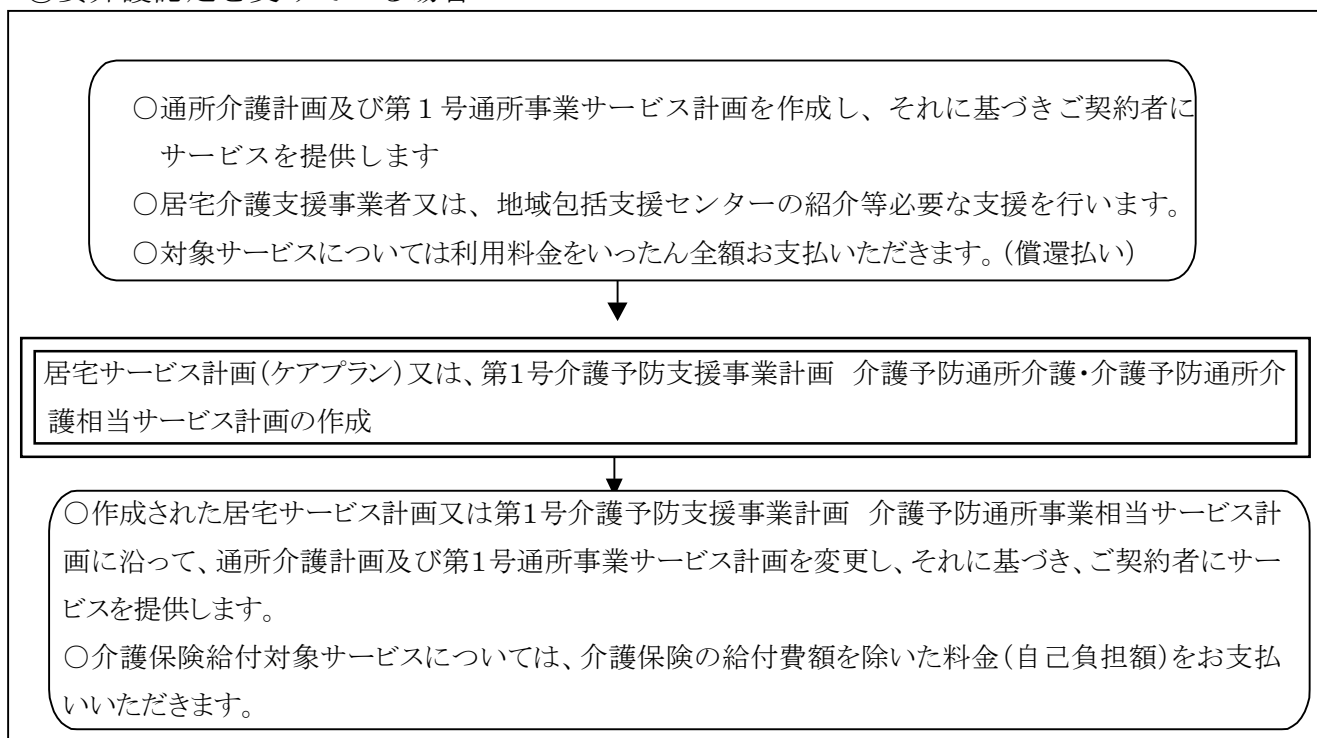 ○通所介護計画及び第1号通所事業サービス計画を作成し、それに基づきご契約者に
サービスを提供します
○居宅介護支援事業者又は、地域包括支援センターの紹介等必要な支援を行います。
○対象サービスについては利用料金をいったん全額お支払いただきます。(償還払い)
居宅サービス計画(ケアプラン)又は、第1号介護予防支援事業計画 介護予防通所介護・介護予防通所介
護相当サービス計画の作成
○作成された居宅サービス計画又は第1号介護予防支援事業計画 介護予防通所事業相当サービス計
画に沿って、通所介護計画及び第1号通所事業サービス計画を変更し、それに基づき、ご契約者にサー
ビスを提供します。
○介護保険給付対象サービスについては、介護保険の給付費額を除いた料金(自己負担額)をお支払
いいただきます。